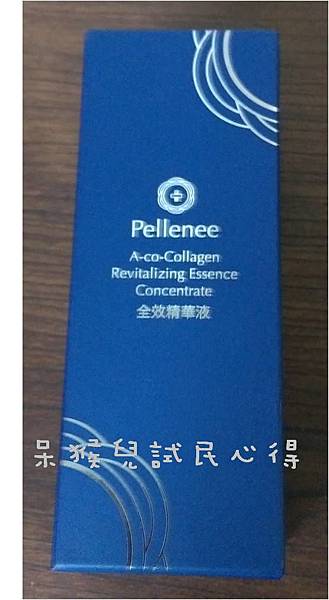 Pellenee
A-co-Collagen
Revitalizing Essence
Concentrate
全效精華液
呆猴兒試民心得